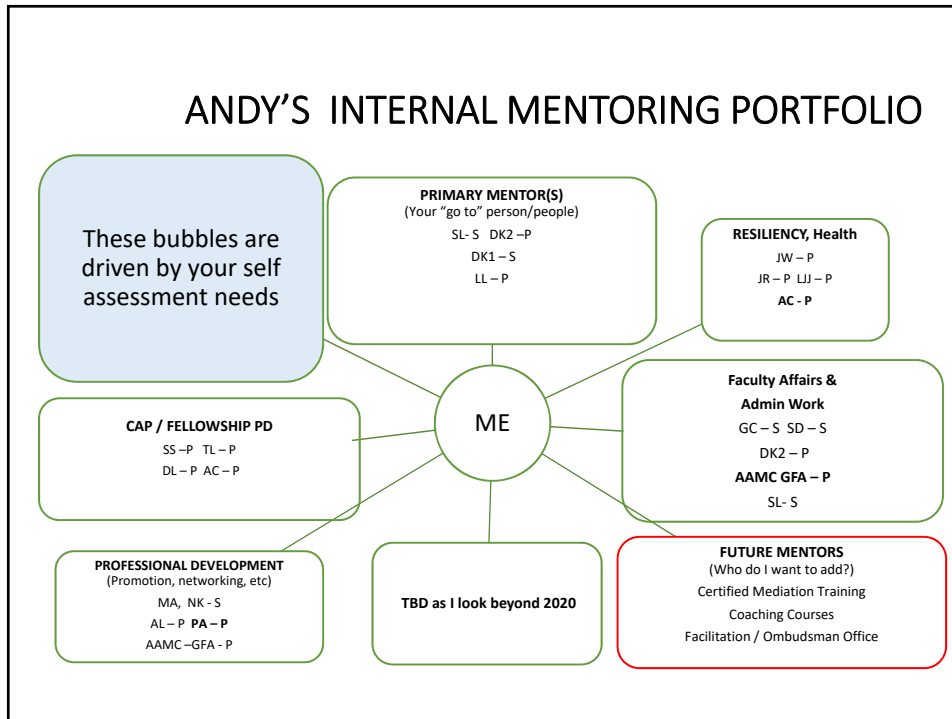 ANDY’S INTERNAL MENTORING PORTFOLIO
These bubbles are
driven by your self
assessment needs
PRIMARY MENTOR(S)
(Your “go to” person/people)
SL- S DK2 –P
DK1 – S
LL – P
RESILIENCY, Health
JW – P
JR – P LJJ – P
AC - P
ME
CAP / FELLOWSHIP PD
SS –P TL – P
DL – P AC – P
Faculty Affairs &
Admin Work
GC – S SD – S
DK2 – P
AAMC GFA – P
SL- S
PROFESSIONAL DEVELOPMENT
(Promotion, networking, etc)
MA, NK - S
AL – P PA – P
AAMC –GFA - P
TBD as I look beyond 2020
FUTURE MENTORS
(Who do I want to add?)
Certified Mediation Training
Coaching Courses
Facilitation / Ombudsman Office